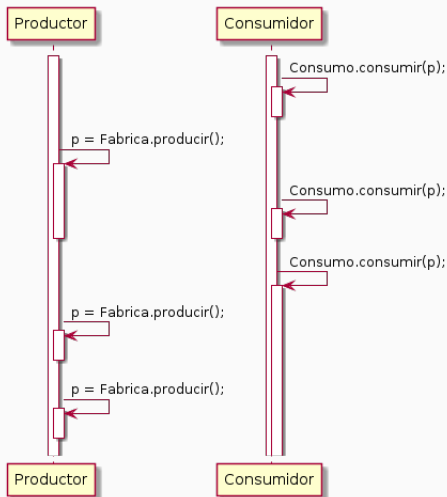 Productor
Consumidor
Consumo.consumir(p);
p = Fabrica.producir();
Consumo.consumir(p);
Consumo.consumir(p);
p = Fabrica.producir();
p = Fabrica.producir();
Productor
Consumidor